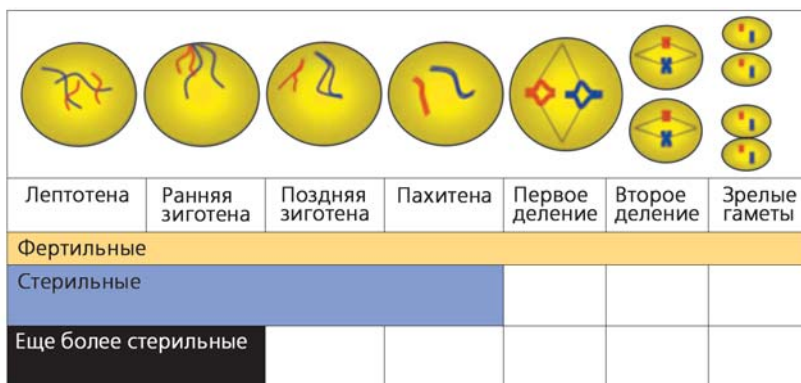 Лептотена
Ранняя
зиготена
Поздняя
зиготена
Пахитена
Первое
деление
Второе
деление
Зрелые
гаметы
Фертильные
Стерильные
Еще более стерильные